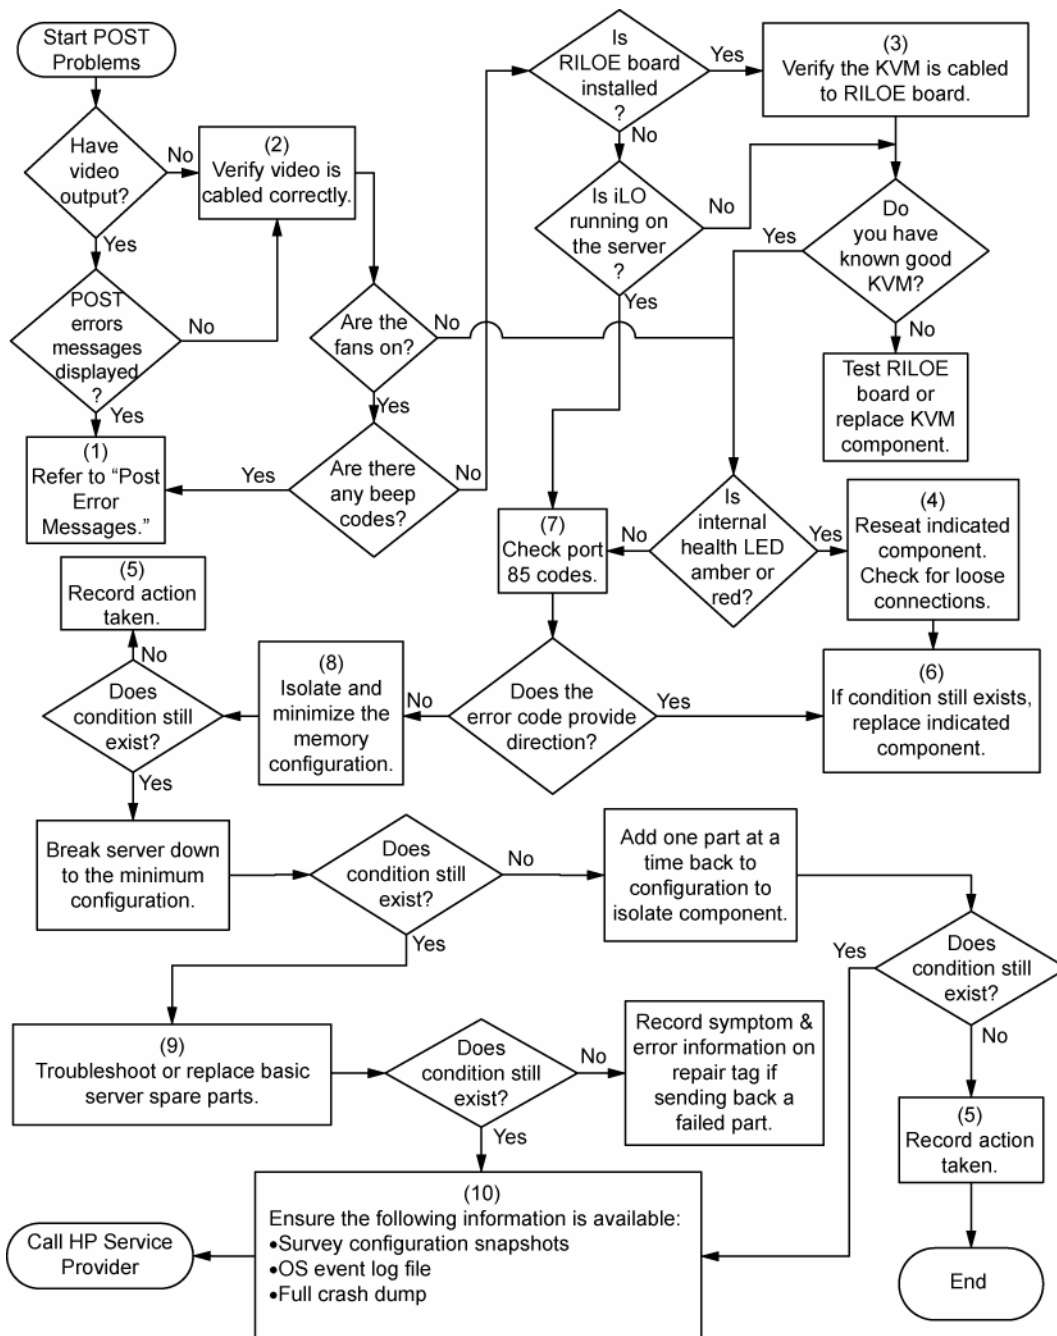 Start POST
Problems
Have
video
output?
No
Yes
(2)
Verify video is
cabled correctly.
POST
errors
messages
displayed
?
No
Yes
(1)
Refer to “Post
Error
Messages.”
Are the
fans on?
No
Yes
Are there
any beep
codes?
Yes
No
Is
RILOE board
installed
?
Yes
No
(3)
Verify the KVM is cabled
to RILOE board.
Is iLO
running on
the server
?
No
Yes
Do
you have
known good
KVM?
Yes
No
Test RILOE
board or
replace KVM
component.
Is
internal
health LED
amber or
red?
No
Yes
(4)
Reseat indicated
component.
Check for loose
connections.
(7)
Check port
85 codes.
(6)
If condition still exists,
replace indicated
component.
Does the
error code provide
direction?
Yes
No
(8)
Isolate and
minimize the
memory
configuration.
(5)
Record action
taken.
No
Does
condition still
exist?
Yes
Break server down
to the minimum
configuration.
Does
condition still
exist?
No
Yes
Add one part at a
time back to
configuration to
isolate component.
Does
condition still
exist?
Yes
No
(9)
Troubleshoot or replace basic
server spare parts.
Does
condition still
exist?
No
Yes
Record symptom &
error information on
repair tag if
sending back a
failed part.
(5)
Record action
taken.
End
(10)
Ensure the following information is available:
•Survey configuration snapshots
•OS event log file
•Full crash dump
Call HP Service
Provider